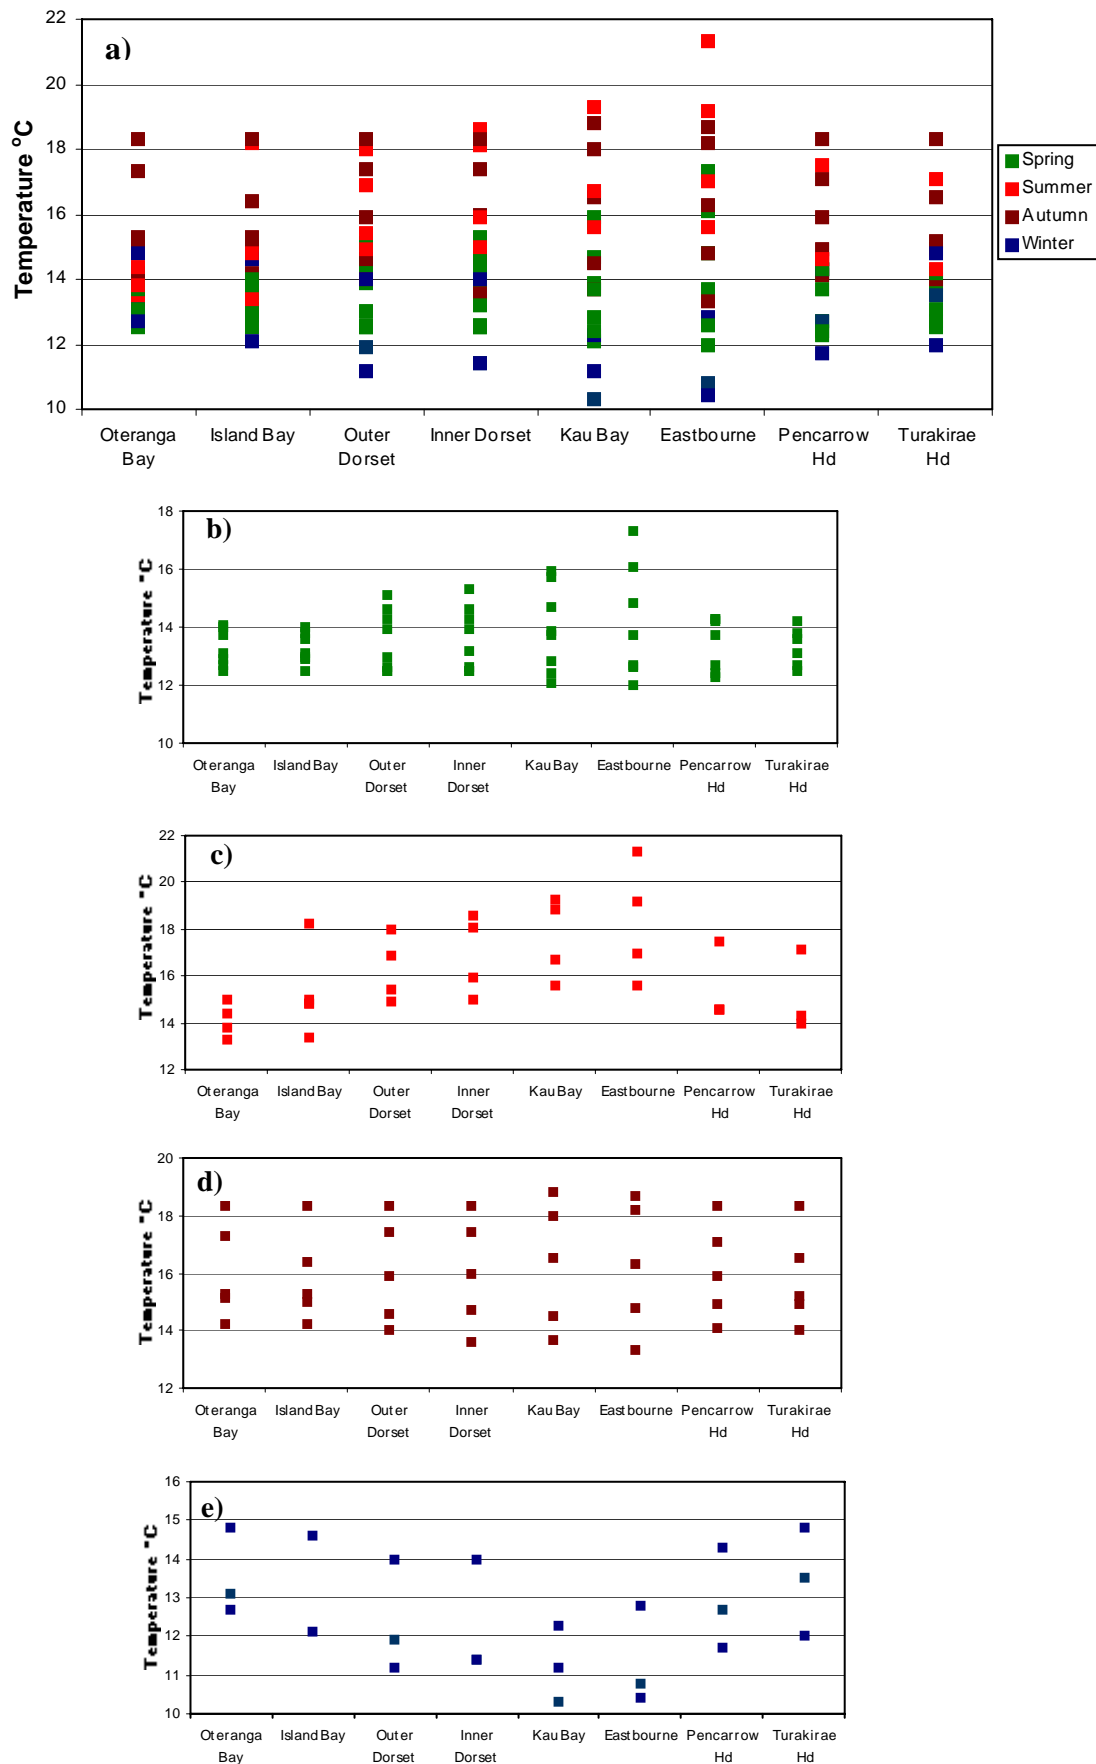 a)
Temperature °C
22
20
18
16
14
12
10
Oteranga Bay
Island Bay
Outer Dorset
Inner Dorset
Kau Bay
Eastbourne
Pencarrow Hd
Turakirae Hd
Spring
Summer
Autumn
Winter
b)
Temperature °C
18
16
14
12
10
Oteranga Bay
Island Bay
Outer Dorset
Inner Dorset
Kau Bay
Eastbourne
Pencarrow Hd
Turakirae Hd
c)
Temperature °C
22
20
18
16
14
12
Oteranga Bay
Island Bay
Outer Dorset
Inner Dorset
Kau Bay
Eastbourne
Pencarrow Hd
Turakirae Hd
d)
Temperature °C
20
18
16
14
12
Oteranga Bay
Island Bay
Outer Dorset
Inner Dorset
Kau Bay
Eastbourne
Pencarrow Hd
Turakirae Hd
e)
Temperature °C
16
15
14
13
12
11
10
Oteranga Bay
Island Bay
Outer Dorset
Inner Dorset
Kau Bay
Eastbourne
Pencarrow Hd
Turakirae Hd